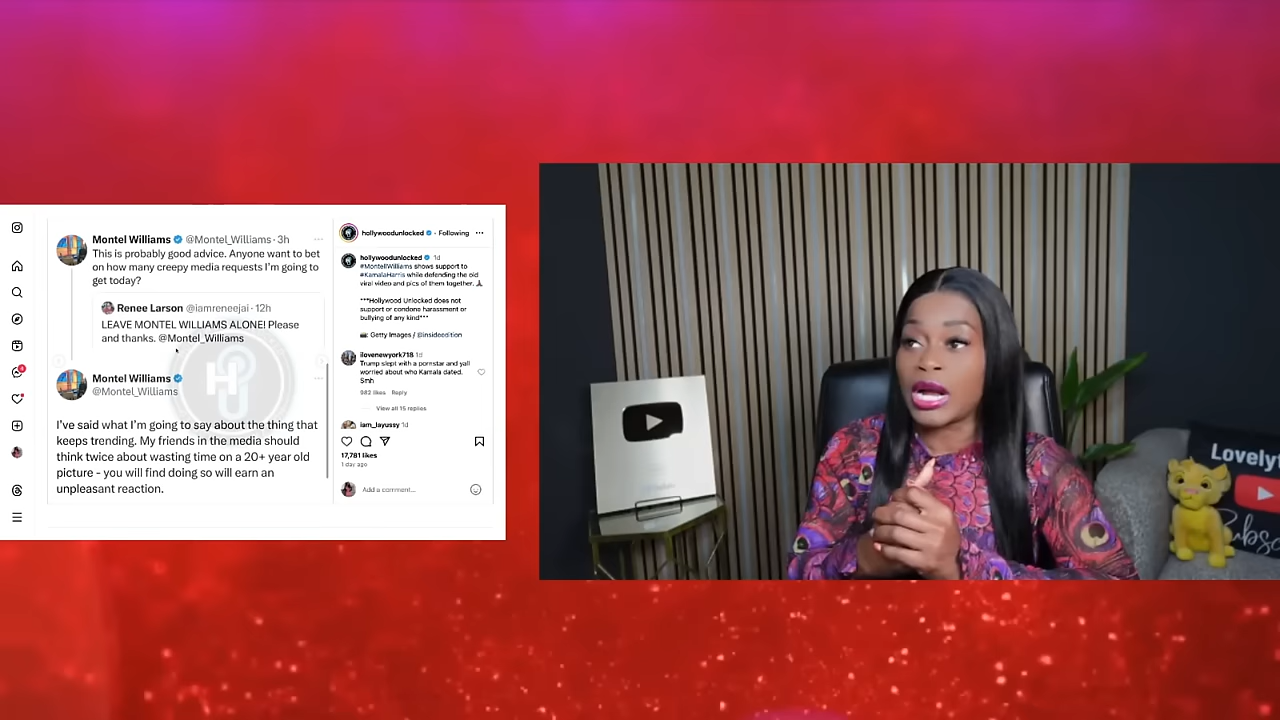 Montel Williams @Montel_Williams · 3h
This is probably good advice. Anyone want to bet
on how many creepy media requests I'm going to
get today?
Renee Larson @iamreneejai · 12h
LEAVE MONTEL WILLIAMS ALONE! Please
and thanks. @Montel_Williams
Montel Williams
@Montel_Williams
I've said what I'm going to say about the thing that
keeps trending. My friends in the media should
think twice about wasting time on a 20+ year old
picture - you will find doing so will earn an
unpleasant reaction.
hollywoodunlocked • Following
hollywoodunlocked 1d
#MontellWilliams shows support to
#KamalaHarris while defending the old
viral video and pics of them together.
***Hollywood Unlocked does not
support or condone harassment or
bullying of any kind***
Getty Images / @insideedition
ilovenewyork718 1d
Trump slept with a pornstar and yall
worried about who Kamala dated.
Smh
982 likes Reply
View all 15 replies
iam_layussy 1d
17,781 likes
1 day ago
Add a comment...
H
Subsc